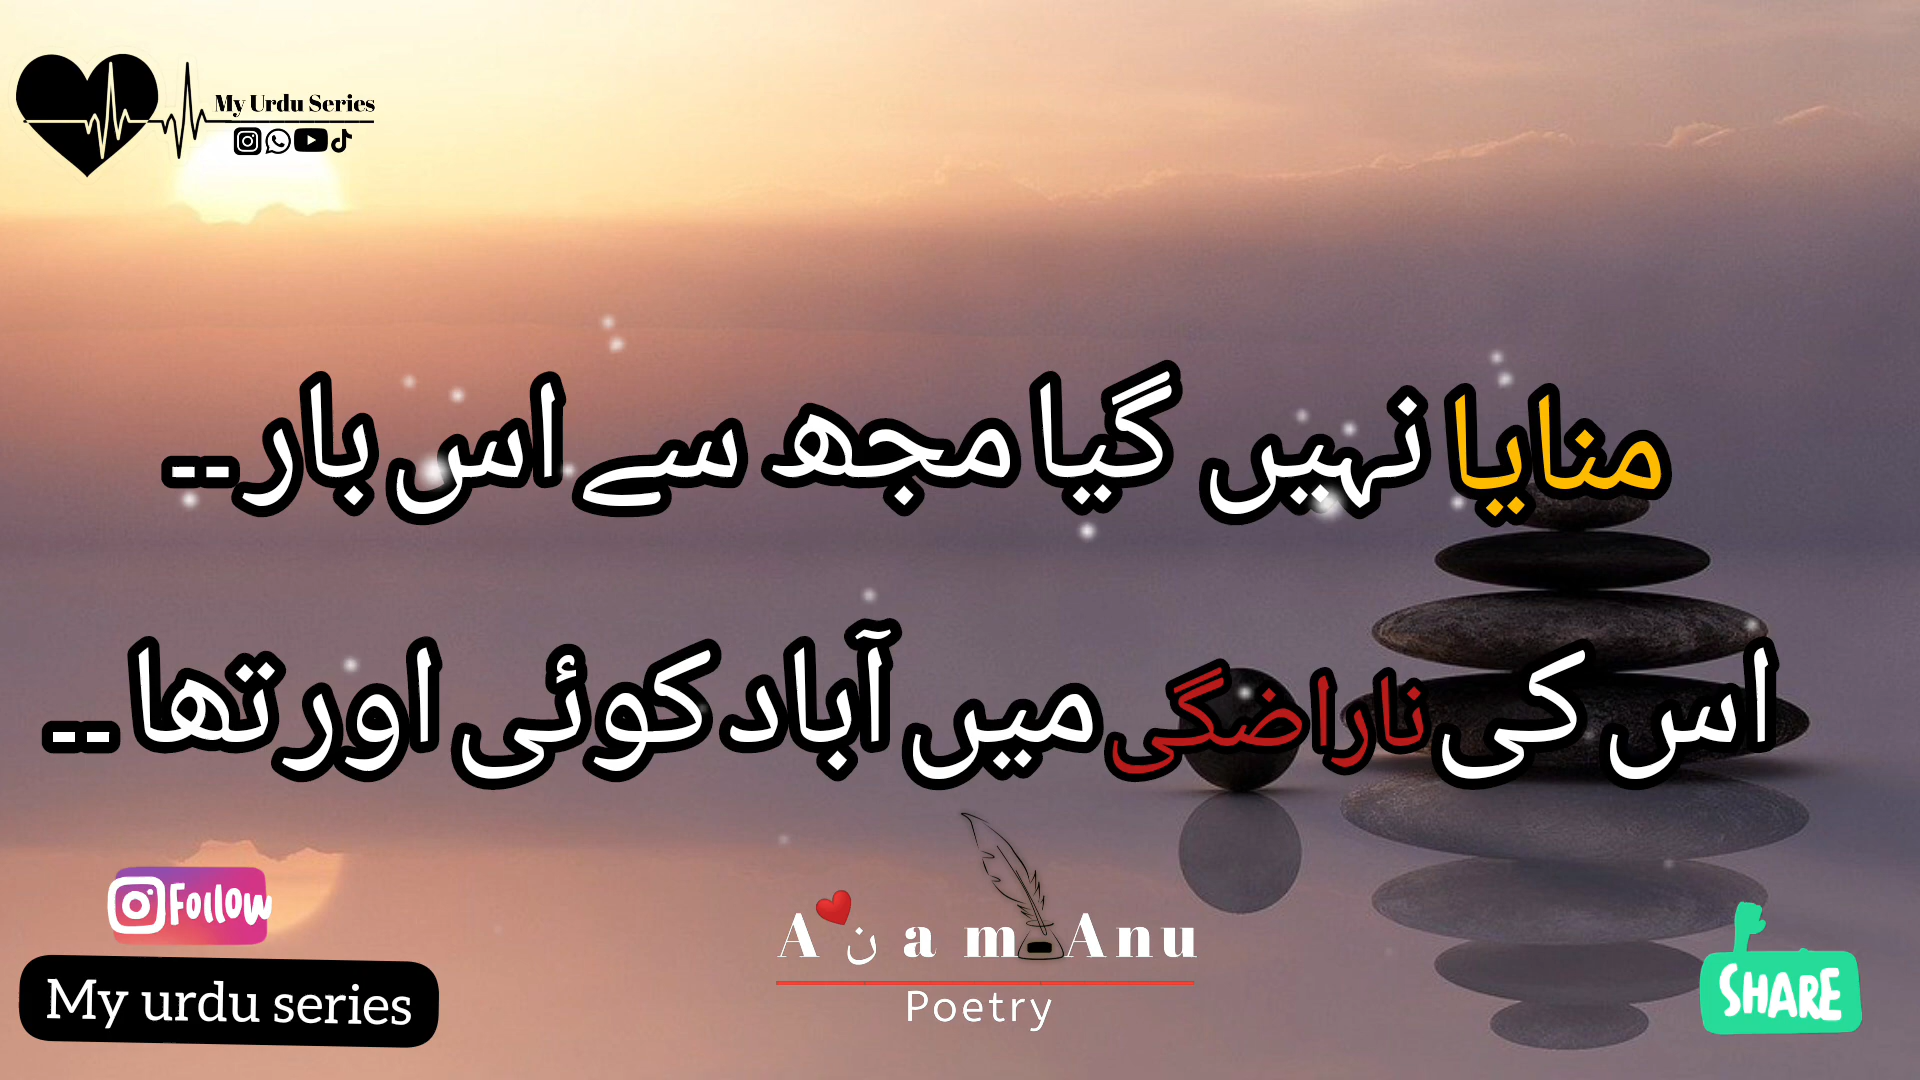 My Urdu Series
منایا نہیں گیا مجھ سے اس بار--
اس کی ناراضگی میں آباد کوئی اور تھا --
Follow
My urdu series
A ن a m Anu
Poetry
SHARE